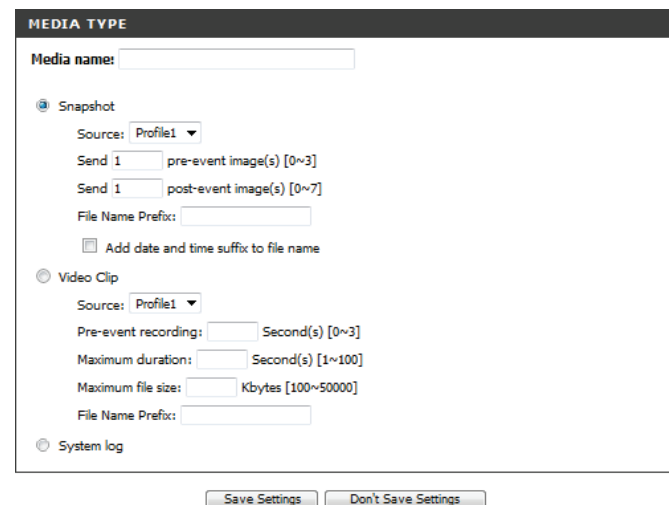 MEDIA TYPE
Media name:
Snapshot
Source: Profile1
Send 1 pre-event image(s) [0~3]
Send 1 post-event image(s) [0~7]
File Name Prefix:
Add date and time suffix to file name
Video Clip
Source: Profile1
Pre-event recording: Second(s) [0~3]
Maximum duration: Second(s) [1~100]
Maximum file size: Kbytes [100~50000]
File Name Prefix:
System log
Save Settings Don't Save Settings